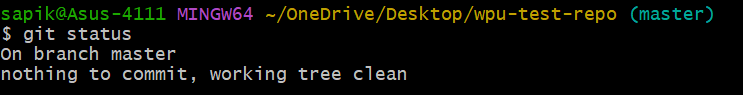 sapik@Asus-4111 MINGW64 ~/OneDrive/Desktop/wpu-test-repo (master)
$ git status
On branch master
nothing to commit, working tree clean